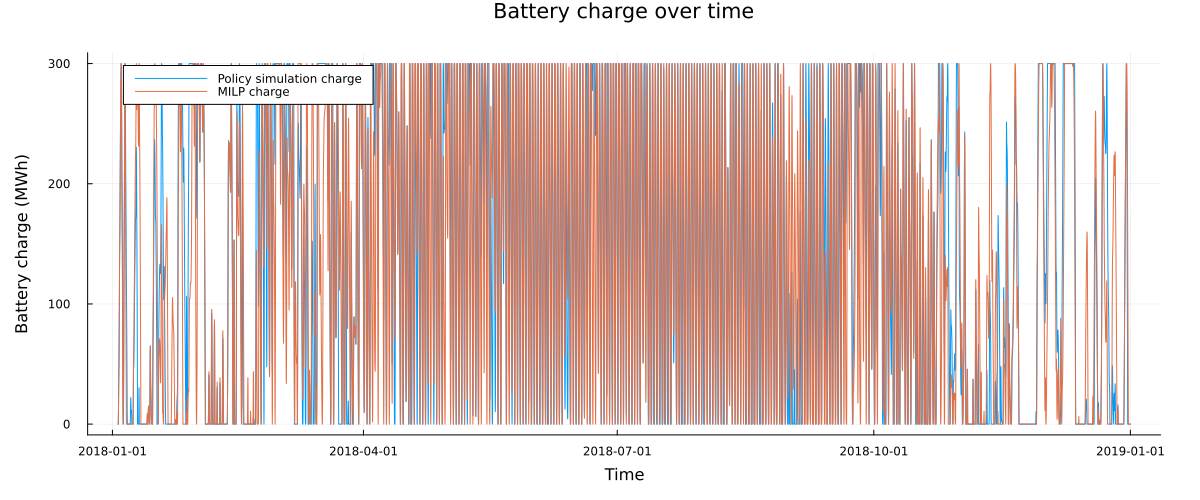 Battery charge over time
Policy simulation charge
MILP charge
Battery charge (MWh)
300
200
100
0
2018-01-01
2018-04-01
2018-07-01
2018-10-01
2019-01-01
Time